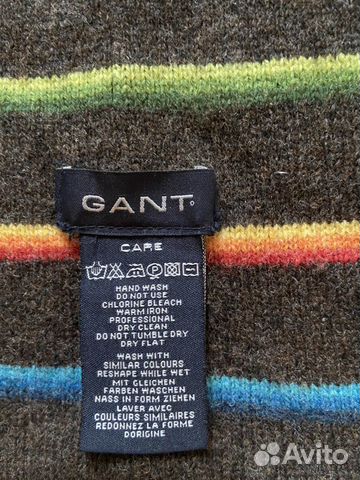 GANT
CARE
P
HAND WASH
DO NOT USE
CHLORINE BLEACH
WARM IRON
PROFESSIONAL
DRY CLEAN
DO NOT TUMBLE DRY
DRY FLAT
WASH WITH
SIMILAR COLOURS
RESHAPE WHILE WET
MIT GLEICHEN
FARBEN WASCHEN
NASS IN FORM ZIEHEN
LAVER AVEC
COULEURS SIMILAIRES
REDONNEZ LA FORME
DORIGINE
Avito